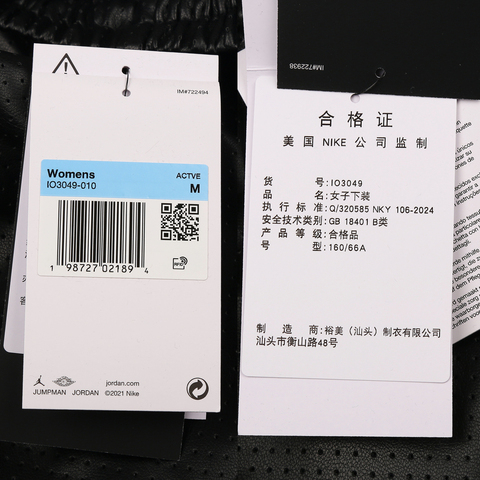 IM#722494
Womens
ACTVE
IO3049-010
M
1 98727 02189 4
RFID
jordan.com
JUMPMAN JORDAN ©2021 Nike
IM#722938
合格证
美国 NIKE 公司监制
货号:IO3049
品名:女子下装
执行标准:Q/320585 NKY 106-2024
安全技术类别:GB 18401 B类
产品等级:合格品
号型:160/66A
制造商:裕美（汕头）制衣有限公司
汕头市衡山路48号